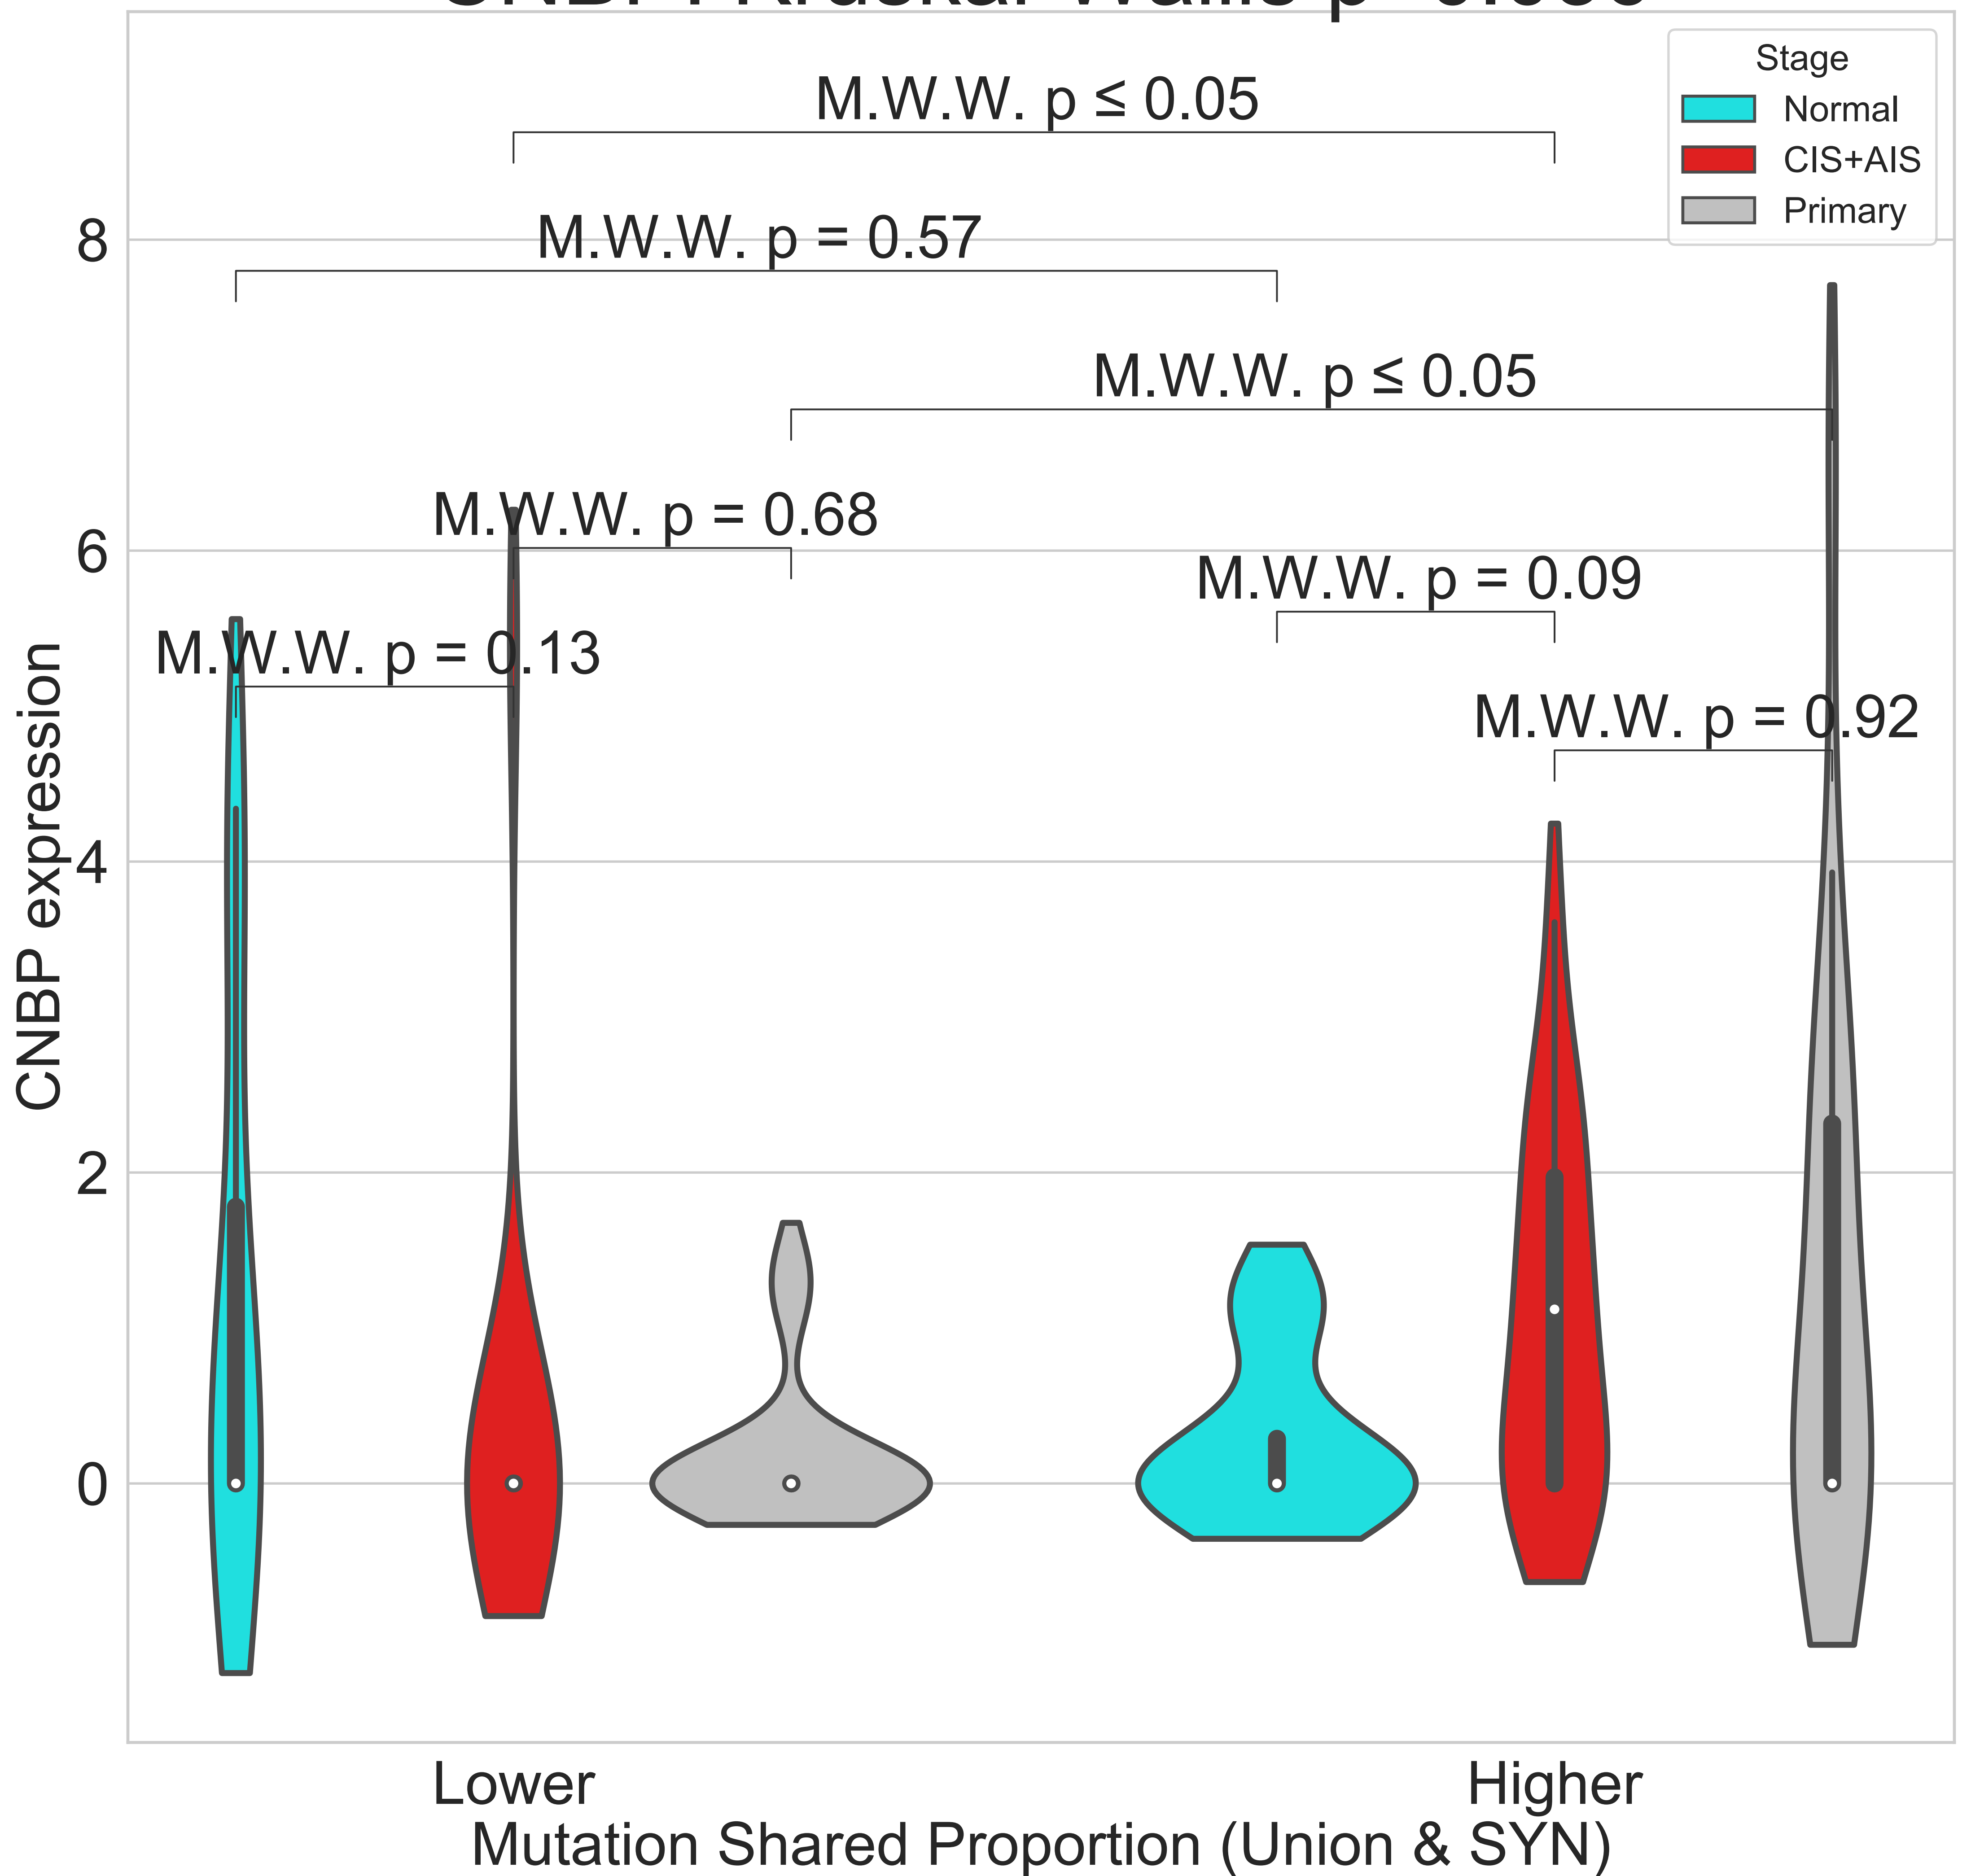 Stage
Normal
CIS+AIS
Primary
M.W.W. p ≤ 0.05
M.W.W. p = 0.57
M.W.W. p ≤ 0.05
M.W.W. p = 0.68
M.W.W. p = 0.09
M.W.W. p = 0.13
M.W.W. p = 0.92
8
6
4
2
0
CNBP expression
Lower
Higher
Mutation Shared Proportion (Union & SYN)